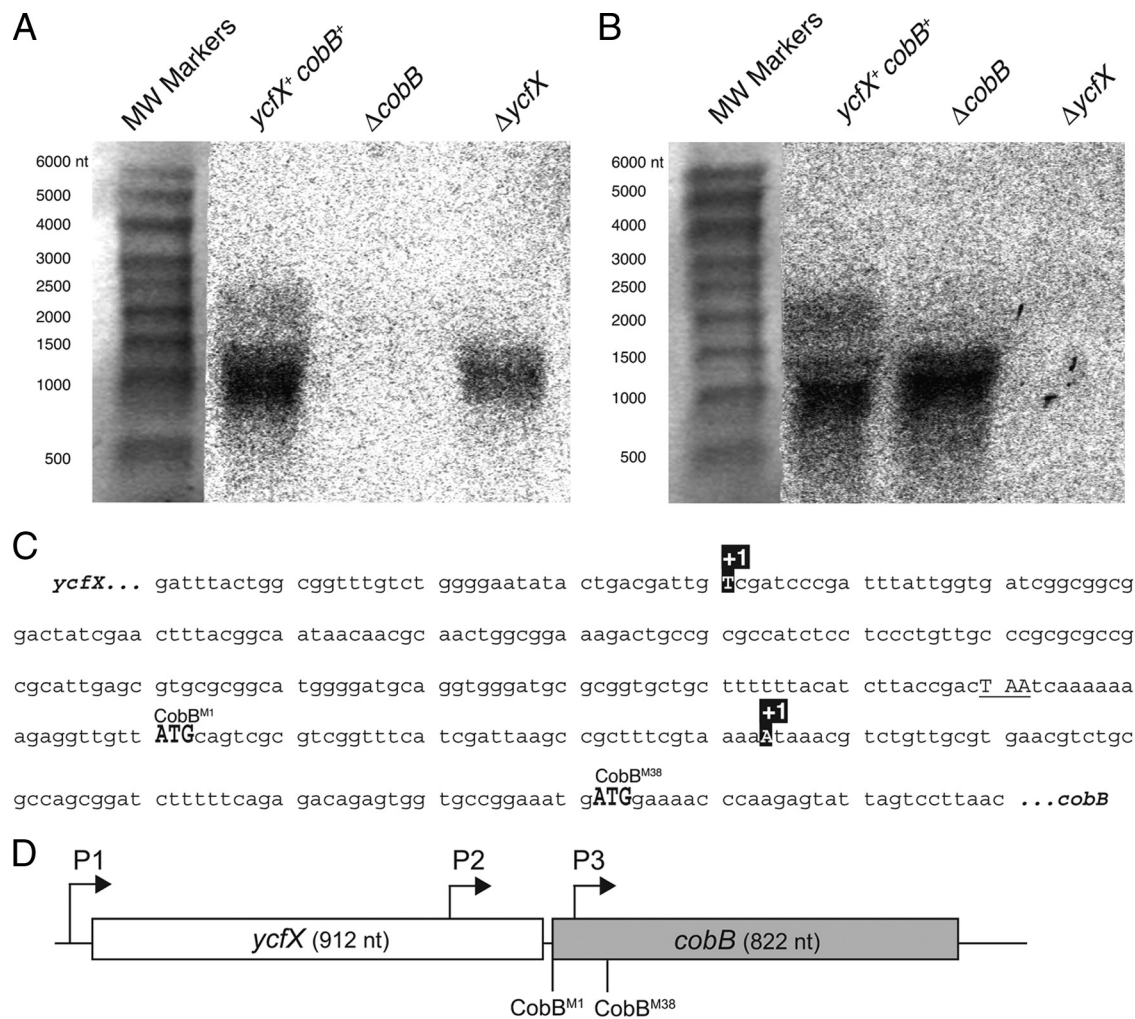 A
MW Markers
ycfX⁺ cobB⁺
ΔcobB
ΔycfX
6000 nt
5000
4000
3000
2500
2000
1500
1000
500
B
MW Markers
ycfX⁺ cobB⁺
ΔcobB
ΔycfX
6000 nt
5000
4000
3000
2500
2000
1500
1000
500
C
+1
ycfX... gatttactgg cggtttgtct ggggaatata ctgacgattg Tcgatcccga tttattggtg atcggcggcg
gactatcgaa ctttacggca ataacaacgc aactggcgga aagactgccg cgccatctcc tccctgttgc ccgcgcgccg
cgcattgagc gtgcgcggca tggggatgca ggtgggatgc gcggtgctgc ttttttacat cttaccgacT AAtcaaaaaa
CobBᴹ¹
+1
agaggttgtt ATGcagtcgc gtcggtttca tcgattaagc cgctttcgta aaaAtaaacg tctgttgcgt gaacgtctgc
CobBᴹ³⁸
gccagcggat ctttttcaga gacagagtgg tgccggaaat gATGgaaaac ccaagagtat tagtccttaac ...cobB
D
P1
P2
P3
ycfX (912 nt)
cobB (822 nt)
CobBᴹ¹
CobBᴹ³⁸